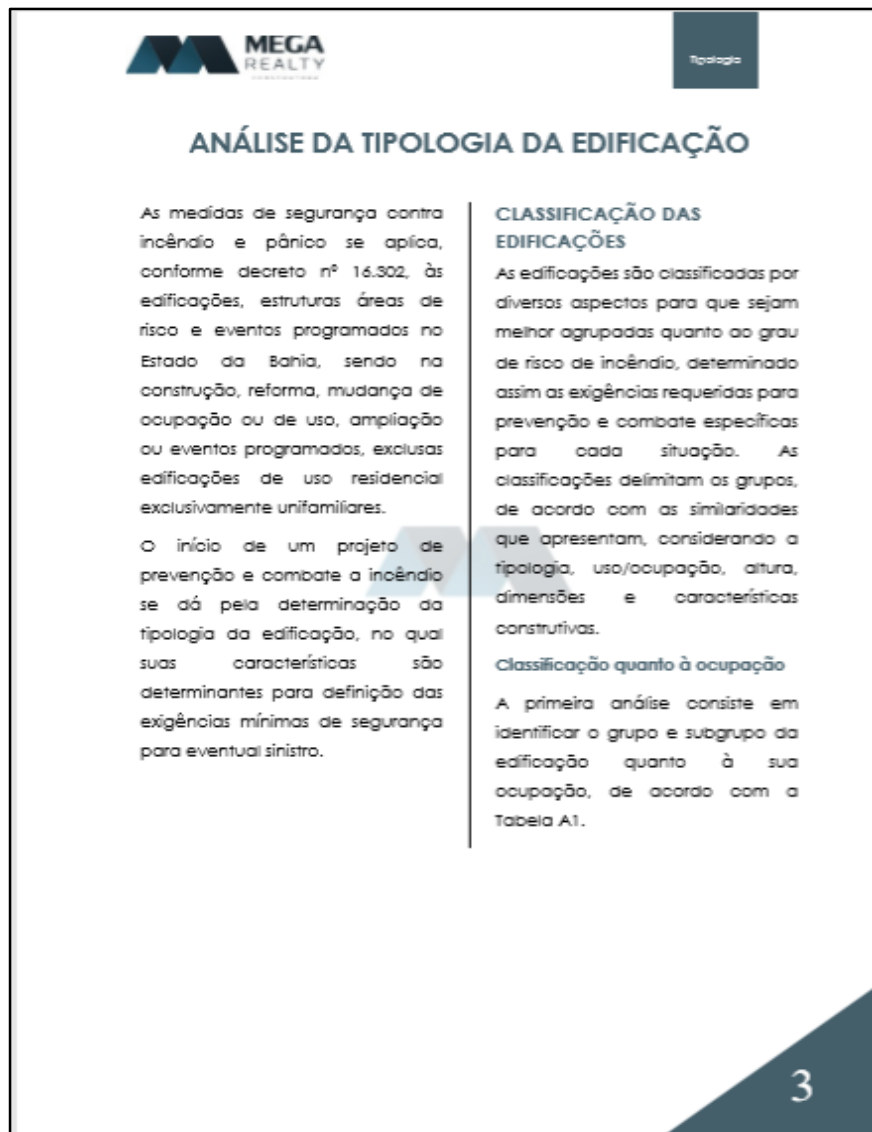 MEGA
REALTY
Tipologia
ANÁLISE DA TIPOLOGIA DA EDIFICAÇÃO
As medidas de segurança contra
incêndio e pânico se aplica,
conforme decreto nº 16.302, às
edificações, estruturas áreas de
risco e eventos programados no
Estado da Bahia, sendo na
construção, reforma, mudança de
ocupação ou de uso, ampliação
ou eventos programados, exclusas
edificações de uso residencial
exclusivamente unifamiliares.
O início de um projeto de
prevenção e combate a incêndio
se dá pela determinação da
tipologia da edificação, no qual
suas características são
determinantes para definição das
exigências mínimas de segurança
para eventual sinistro.
CLASSIFICAÇÃO DAS
EDIFICAÇÕES
As edificações são classificadas por
diversos aspectos para que sejam
melhor agrupadas quanto ao grau
de risco de incêndio, determinado
assim as exigências requeridas para
prevenção e combate específicas
para cada situação. As
classificações delimitam os grupos,
de acordo com as similaridades
que apresentam, considerando a
tipologia, uso/ocupação, altura,
dimensões e características
construtivas.
Classificação quanto à ocupação
A primeira análise consiste em
identificar o grupo e subgrupo da
edificação quanto à sua
ocupação, de acordo com a
Tabela A1.
3